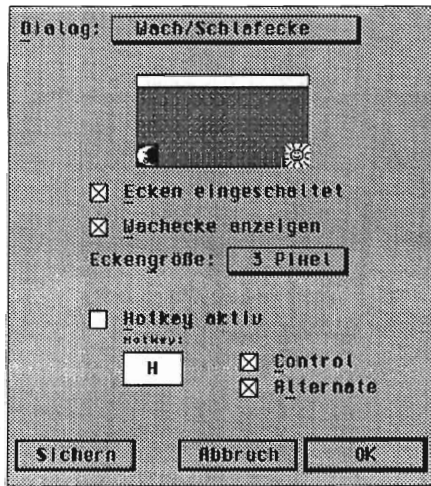 Dialog: Wach/Schlafecke
Ecken eingeschaltet
Wachecke anzeigen
Eckengröße: 3 Pixel
Hotkey aktiv
Hotkey:
H
Control
Alternate
Sichern Abbruch OK